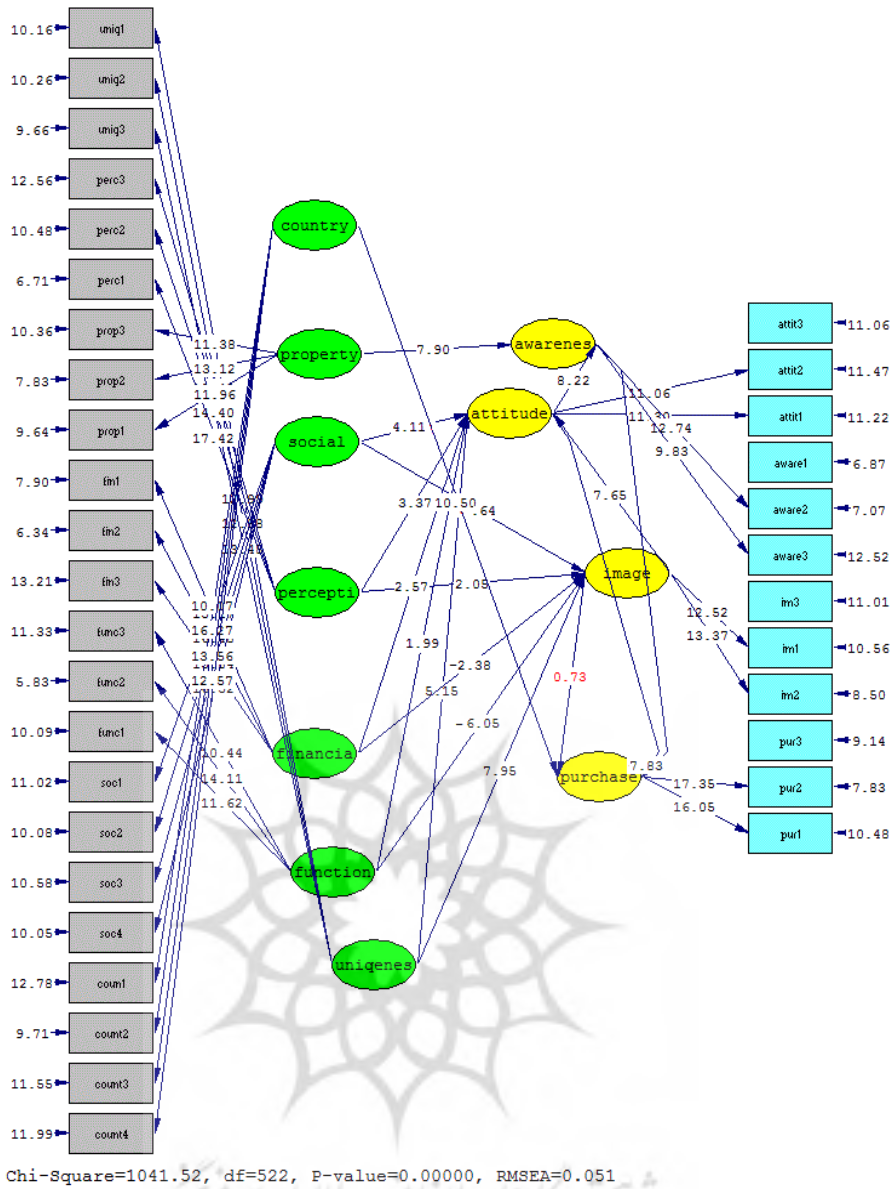 10.16 uniq1
10.26 uniq2
9.66 uniq3
12.56 perc3
10.48 perc2
6.71 perc1
10.36 prop3
7.83 prop2
9.64 prop1
7.90 fin1
6.34 fin2
13.21 fin3
11.33 func3
5.83 func2
10.09 func1
11.02 soc1
10.08 soc2
10.58 soc3
10.05 soc4
12.78 coun1
9.71 count2
11.55 count3
11.99 count4
11.38
13.12
11.96
14.40
17.42
16.27
13.56
12.57
10.44
14.11
11.62
country
property
social
percepti
financia
function
uniqenes
7.90
4.11
3.37
10.50
.64
2.57
2.05
1.99
-2.38
5.15
-6.05
7.95
0.73
8.22
7.65
7.83
awarenes
attitude
image
purchase
11.06
12.74
9.83
12.52
13.37
17.35
16.05
attit3 11.06
attit2 11.47
attit1 11.22
aware1 6.87
aware2 7.07
aware3 12.52
im3 11.01
im1 10.56
im2 8.50
pur3 9.14
pur2 7.83
pur1 10.48
Chi-Square=1041.52, df=522, P-value=0.00000, RMSEA=0.051